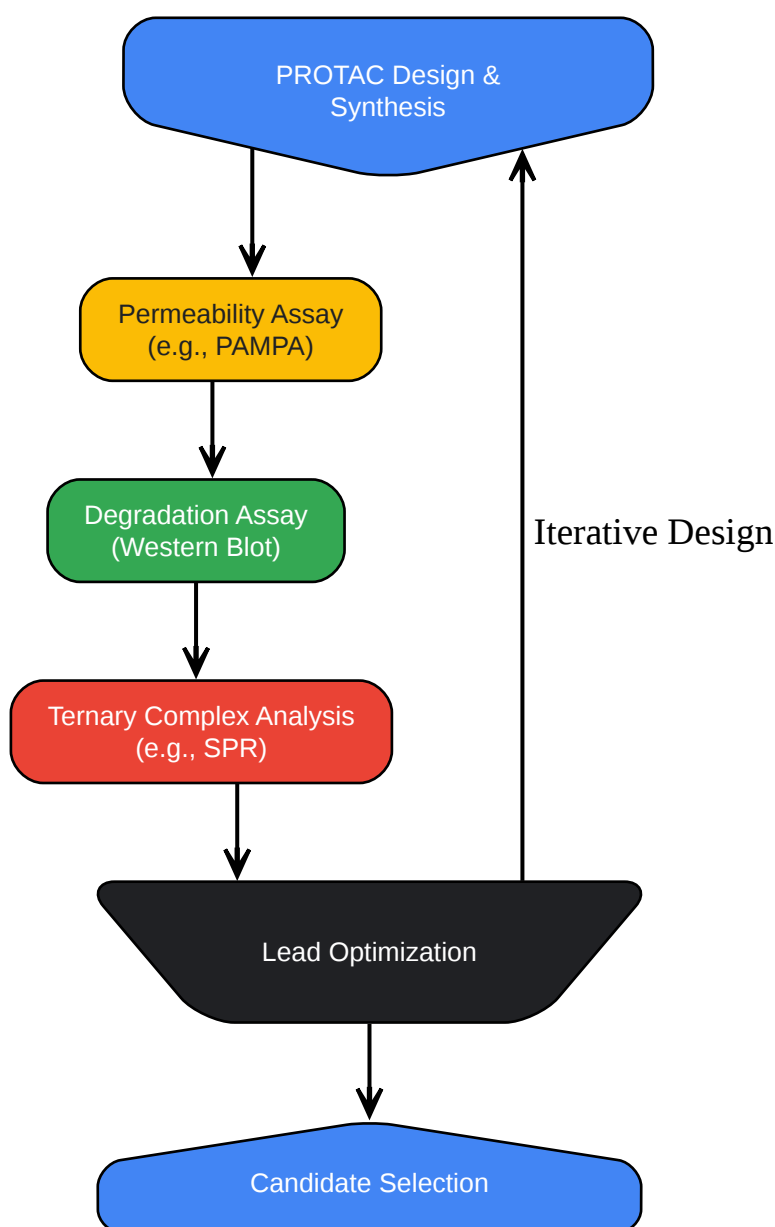 PROTAC Design &
Synthesis
Permeability Assay
(e.g., PAMPA)
Degradation Assay
(Western Blot)
Iterative Design
Ternary Complex Analysis
(e.g., SPR)
Lead Optimization
Candidate Selection